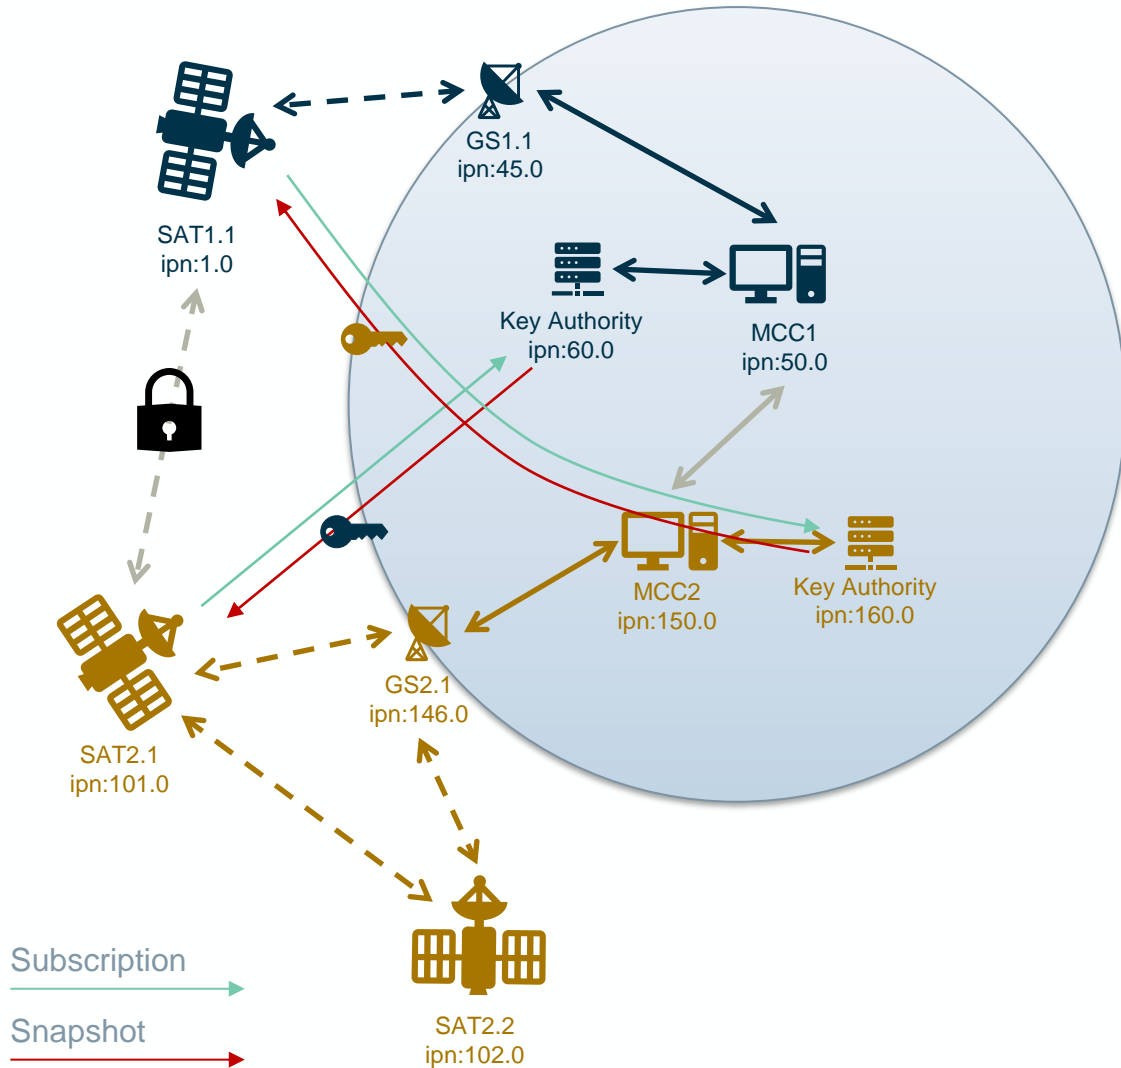 GS1.1
ipn:45.0
SAT1.1
ipn:1.0
Key Authority
ipn:60.0
MCC1
ipn:50.0
MCC2
ipn:150.0
Key Authority
ipn:160.0
GS2.1
ipn:146.0
SAT2.1
ipn:101.0
Subscription
Snapshot
SAT2.2
ipn:102.0